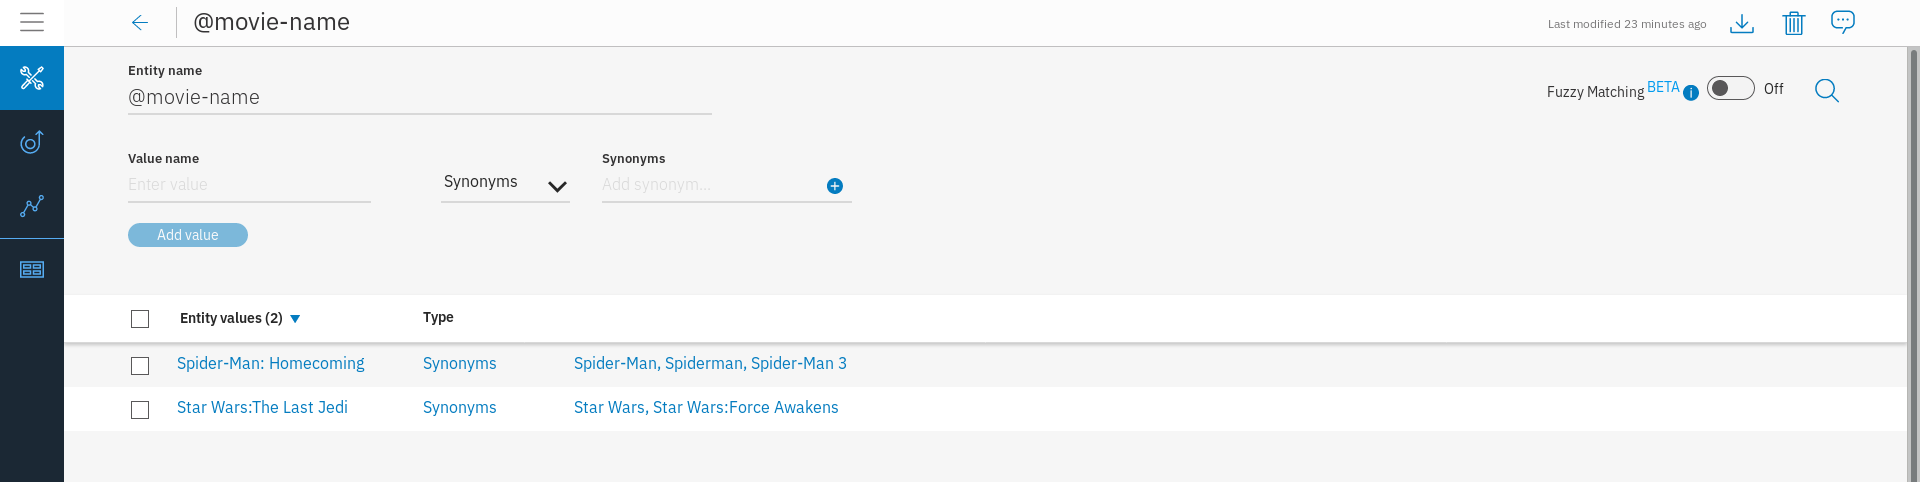 @movie-name
Last modified 23 minutes ago
Entity name
@movie-name
Fuzzy Matching BETA i Off
Value name
Synonyms
Enter value
Synonyms
Add synonym...
Add value
Entity values (2) Type
Spider-Man: Homecoming Synonyms Spider-Man, Spiderman, Spider-Man 3
Star Wars:The Last Jedi Synonyms Star Wars, Star Wars:Force Awakens